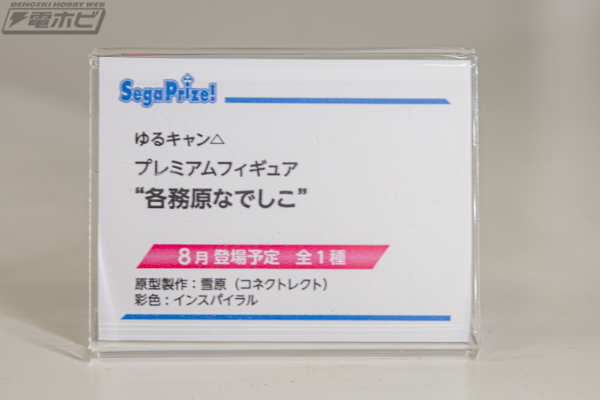 DENGEKI HOBBY WEB
電ホビ
SegaPrize!
ゆるキャン△
プレミアムフィギュア
“各務原なでしこ”
8月登場予定 全1種
原型製作：雪原（コネクトレクト）
彩色：インスパイラル